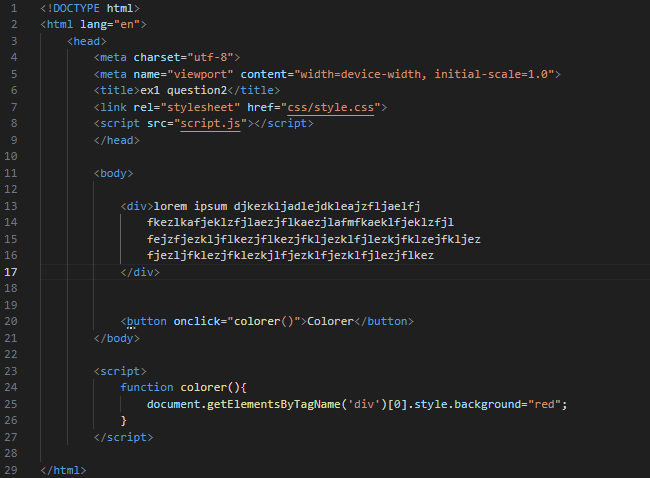 1 <!DOCTYPE html>
2 <html lang="en">
3 <head>
4 <meta charset="utf-8">
5 <meta name="viewport" content="width=device-width, initial-scale=1.0">
6 <title>ex1 question2</title>
7 <link rel="stylesheet" href="css/style.css">
8 <script src="script.js"></script>
9 </head>
10
11 <body>
12
13 <div>lorem ipsum djkezkljadlejdkleajzfljaelfj
14 fkezlkafjeklzfjlaezjflkaezjlafmfkaeklfjeklzfjl
15 fejzfjezkljflkezjflkezjfkljezklfjlezkjfklzejfkljez
16 fjezljfklezjfklezkjlfjezklfjezklfjlezjflkez
17 </div>
18
19
20 <button onclick="colorer()">Colorer</button>
21 </body>
22
23 <script>
24 function colorer(){
25 document.getElementsByTagName('div')[0].style.background="red";
26 }
27 </script>
28
29 </html>